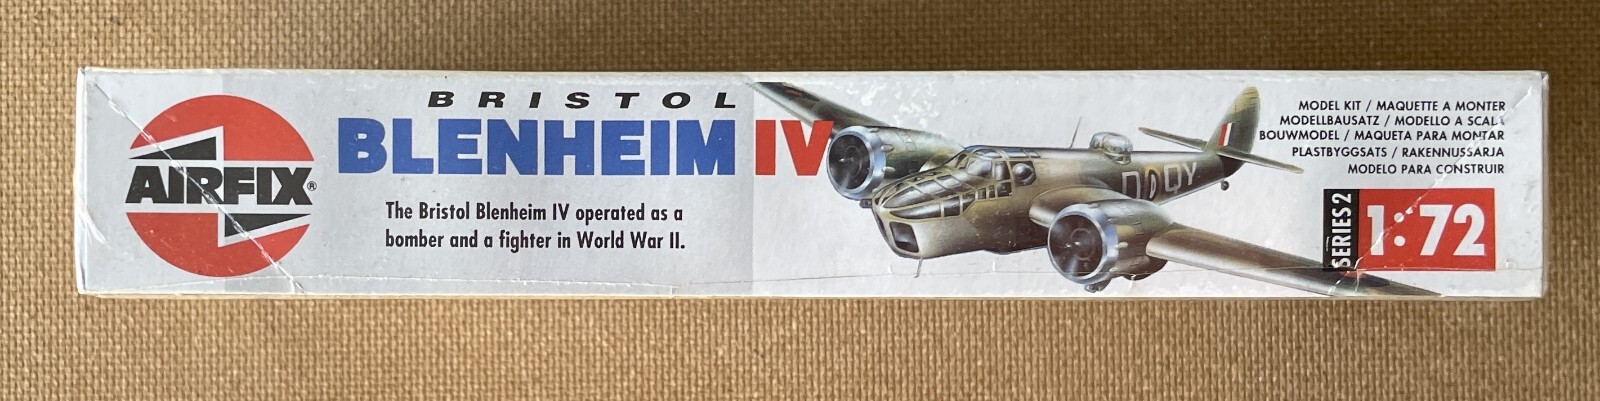 AIRFIX®
BRISTOL
BLENHEIM IV
The Bristol Blenheim IV operated as a
bomber and a fighter in World War II.
D QY
MODEL KIT / MAQUETTE A MONTER
MODELLBAUSATZ / MODELLO A SCALA
BOUWMODEL / MAQUETA PARA MONTAR
PLASTBYGGSATS / RAKENNUSSARJA
MODELO PARA CONSTRUIR
SERIES 2
1:72